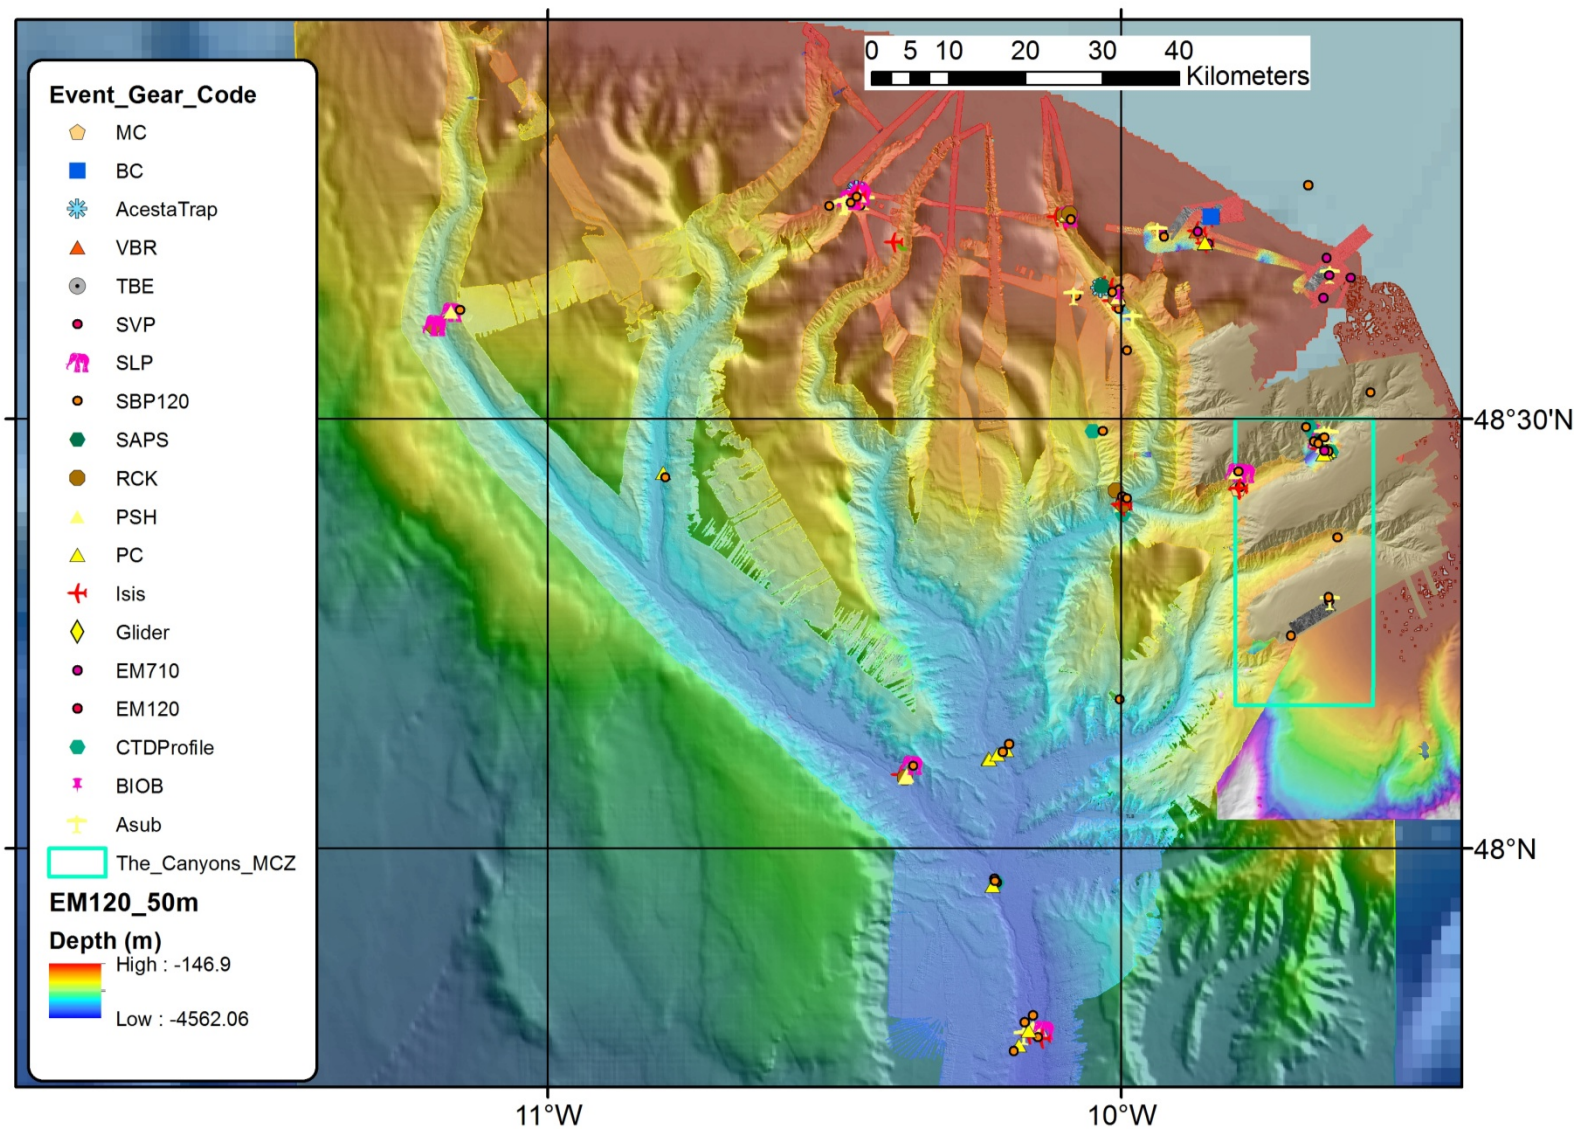 0 5 10 20 30 40
Kilometers
Event_Gear_Code
MC
BC
AcestaTrap
VBR
TBE
SVP
SLP
SBP120
SAPS
RCK
PSH
PC
Isis
Glider
EM710
EM120
CTDProfile
BIOB
Asub
The_Canyons_MCZ
EM120_50m
Depth (m)
High : -146.9
Low : -4562.06
48°30'N
48°N
11°W
10°W